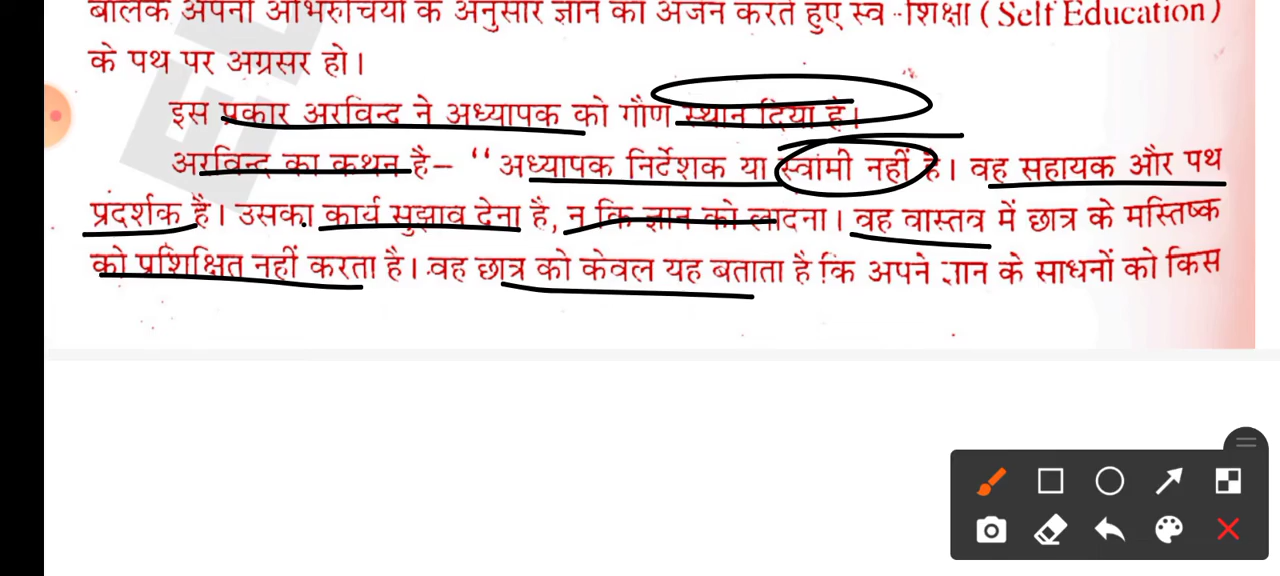 बालक अपनी अभिरुचियों के अनुसार ज्ञान का अर्जन करते हुए स्व -शिक्षा ( Self Education )
के पथ पर अग्रसर हो।
इस प्रकार अरविन्द ने अध्यापक को गौण स्थान दिया है।
अरविन्द का कथन है– “अध्यापक निर्देशक या स्वामी नहीं है। वह सहायक और पथ
प्रदर्शक है। उसका कार्य सुझाव देना है, न कि ज्ञान को लादना। वह वास्तव में छात्र के मस्तिष्क
को प्रशिक्षित नहीं करता है। वह छात्र को केवल यह बताता है कि अपने ज्ञान के साधनों को किस